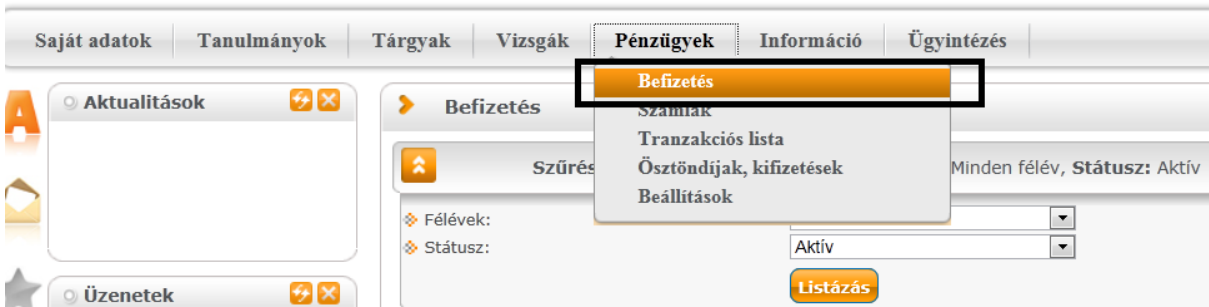 Saját adatok Tanulmányok Tárgyak Vizsgák Pénzügyek Információ Ügyintézés
Befizetés
Számlák
Tranzakciós lista
Ösztöndíjak, kifizetések
Beállítások
Aktualitások
Üzenetek
Befizetés
Minden félév, Státusz: Aktív
Félévek:
Státusz: Aktív
Listázás